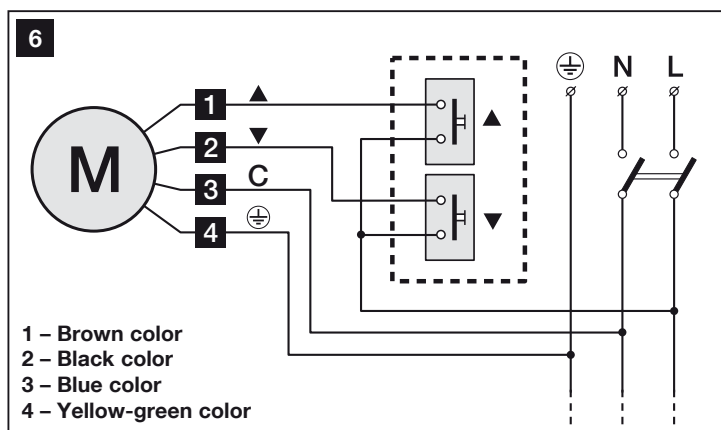 6
N L
1 ▲
2 ▼
3 C
4
M
▲
▼
1 – Brown color
2 – Black color
3 – Blue color
4 – Yellow-green color